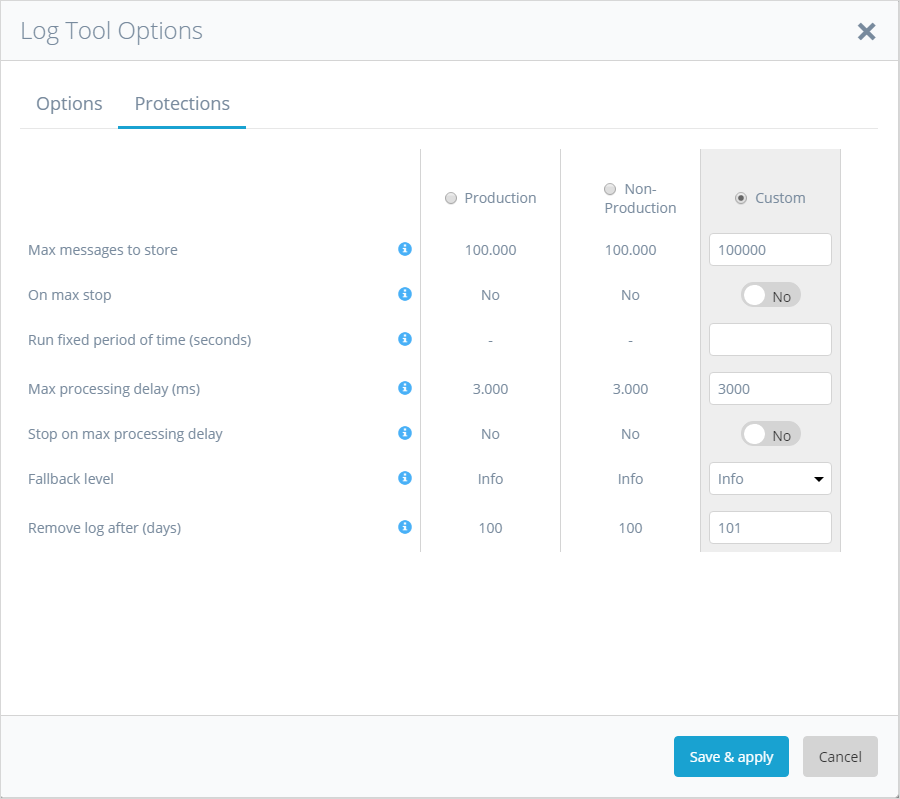 Log Tool Options
Options Protections
Production Non-
Production Custom
Max messages to store 100.000 100.000 100000
On max stop No No No
Run fixed period of time (seconds) - -
Max processing delay (ms) 3.000 3.000 3000
Stop on max processing delay No No No
Fallback level Info Info Info
Remove log after (days) 100 100 101
Save & apply Cancel